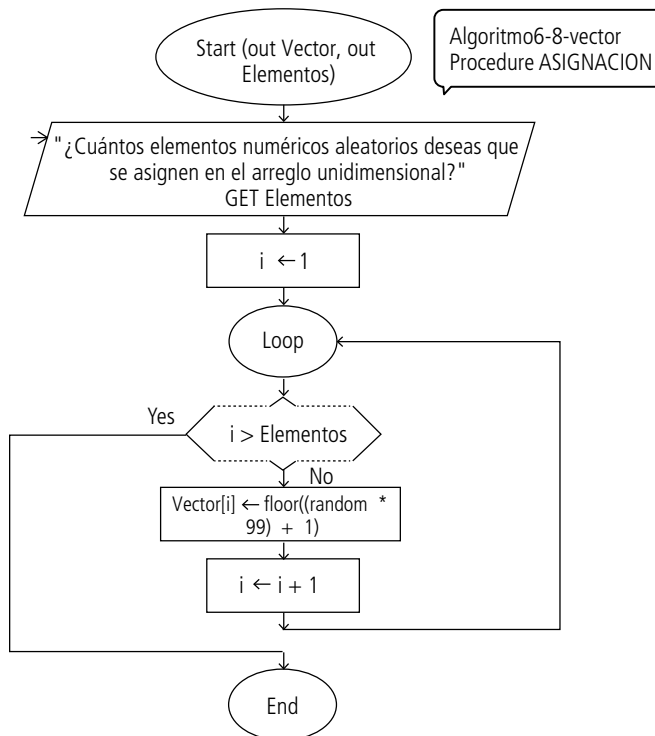 Start (out Vector, out
Elementos)
Algoritmo6-8-vector
Procedure ASIGNACION
"¿Cuántos elementos numéricos aleatorios deseas que
se asignen en el arreglo unidimensional?"
GET Elementos
i ← 1
Loop
Yes
i > Elementos
No
Vector[i] ← floor((random *
99) + 1)
i ← i + 1
End